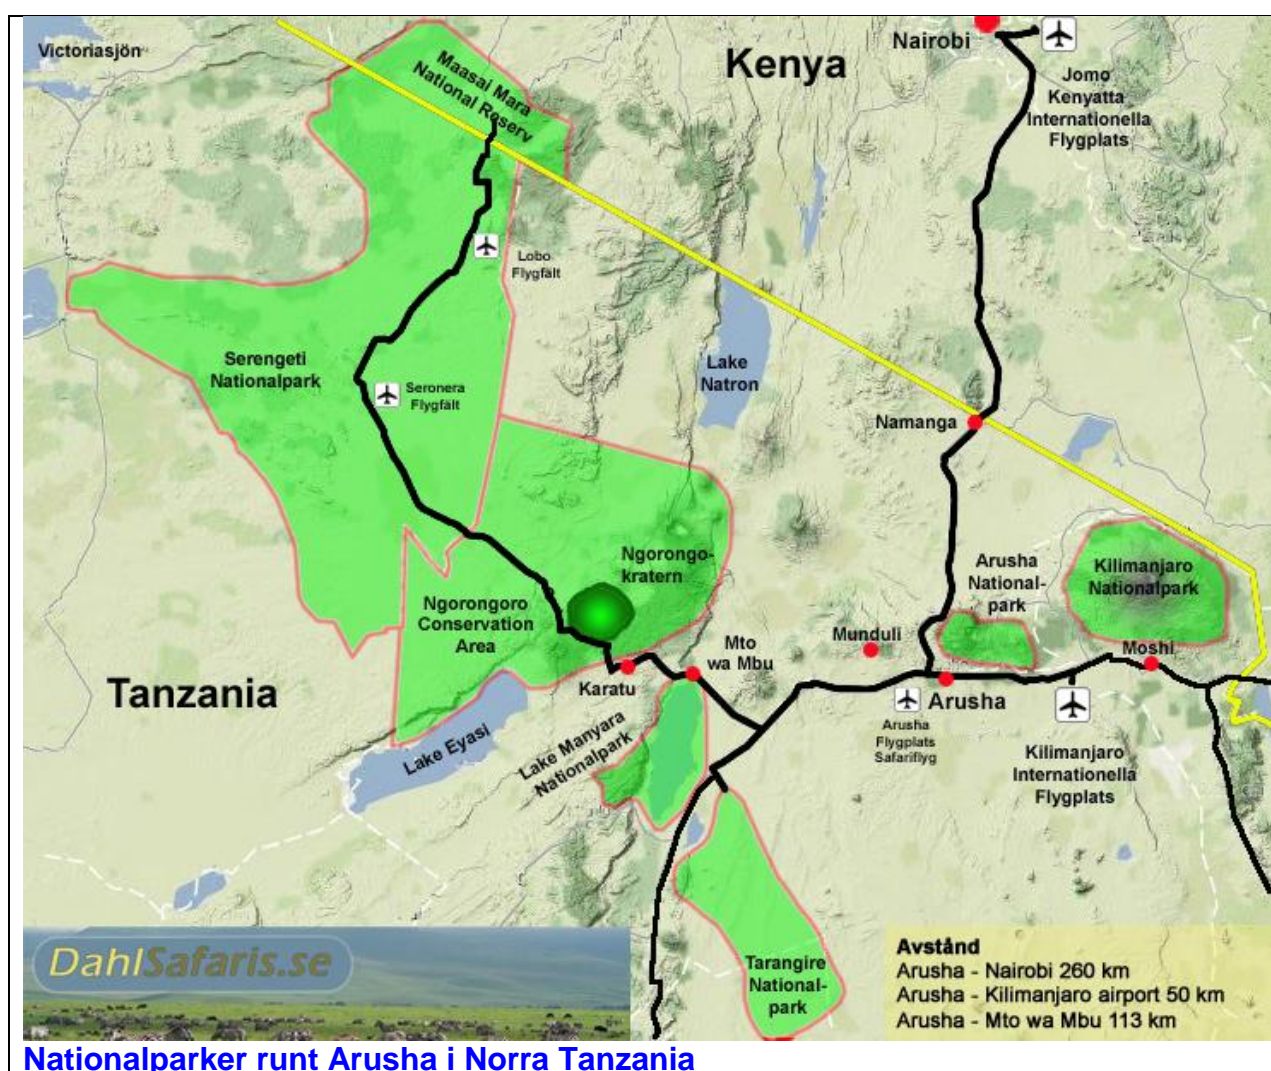 Victoriasjön
Maasai Mara
National Reserv
Kenya
Nairobi
Jomo
Kenyatta
Internationella
Flygplats
Lobo
Flygfält
Serengeti
Nationalpark
Seronera
Flygfält
Lake
Natron
Namanga
Ngorongo-
kratern
Ngorongoro
Conservation
Area
Arusha
National-
park
Kilimanjaro
Nationalpark
Munduli
Mto
wa Mbu
Moshi
Tanzania
Karatu
Arusha
Lake Eyasi
Lake Manyara
Nationalpark
Arusha
Flygplats
Safariflyg
Kilimanjaro
Internationella
Flygplats
Tarangire
National-
park
DahlSafaris.se
Avstånd
Arusha - Nairobi 260 km
Arusha - Kilimanjaro airport 50 km
Arusha - Mto wa Mbu 113 km
Nationalparker runt Arusha i Norra Tanzania